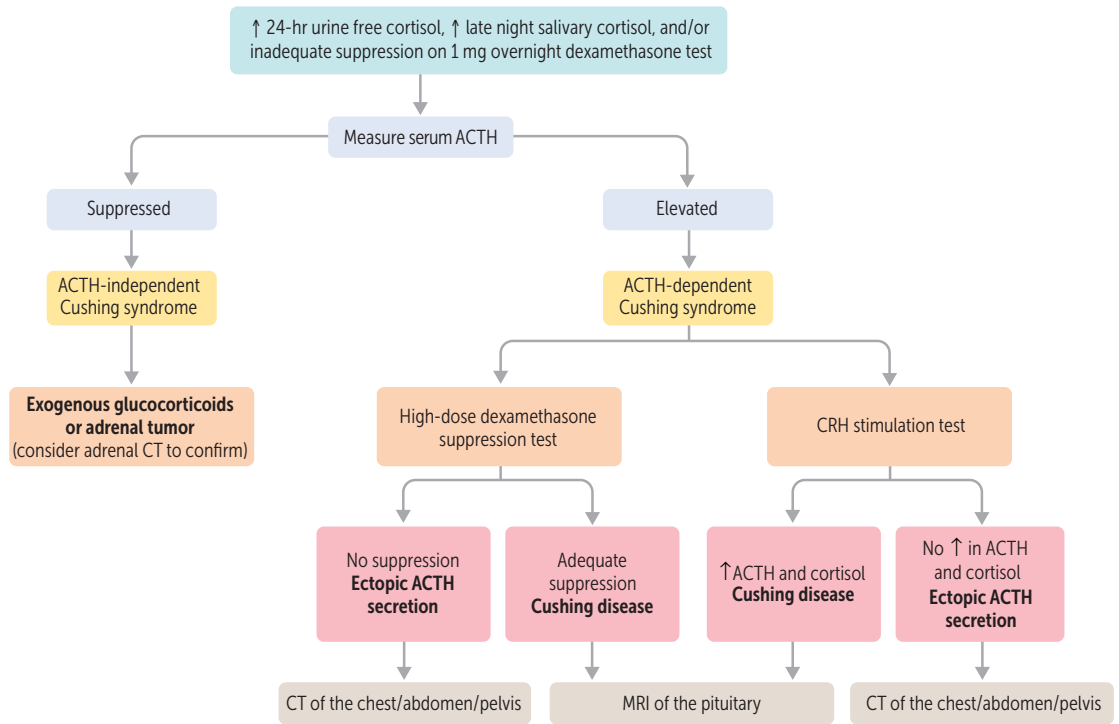 ↑ 24-hr urine free cortisol, ↑ late night salivary cortisol, and/or
inadequate suppression on 1 mg overnight dexamethasone test
Measure serum ACTH
Suppressed
Elevated
ACTH-independent
Cushing syndrome
ACTH-dependent
Cushing syndrome
Exogenous glucocorticoids
or adrenal tumor
(consider adrenal CT to confirm)
High-dose dexamethasone
suppression test
CRH stimulation test
No suppression
Ectopic ACTH
secretion
Adequate
suppression
Cushing disease
↑ACTH and cortisol
Cushing disease
No ↑ in ACTH
and cortisol
Ectopic ACTH
secretion
CT of the chest/abdomen/pelvis
MRI of the pituitary
CT of the chest/abdomen/pelvis